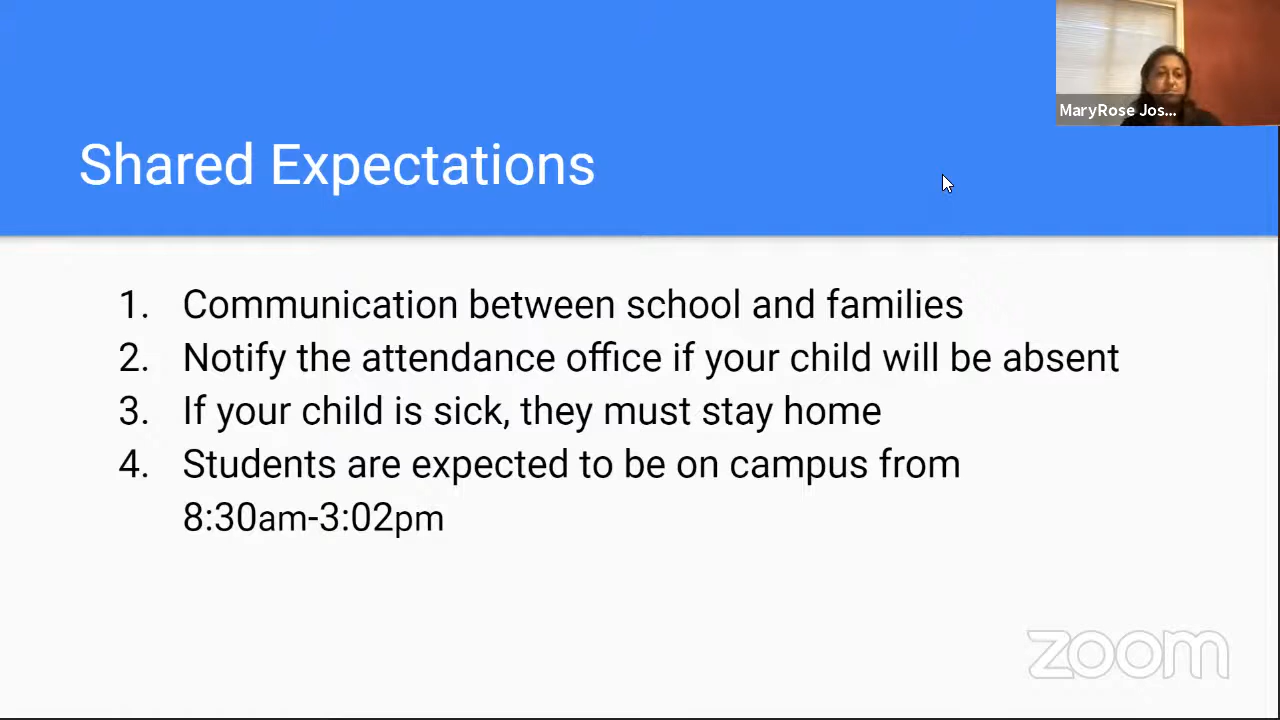 MaryRose Jos...
Shared Expectations
1. Communication between school and families
2. Notify the attendance office if your child will be absent
3. If your child is sick, they must stay home
4. Students are expected to be on campus from
8:30am-3:02pm
zoom